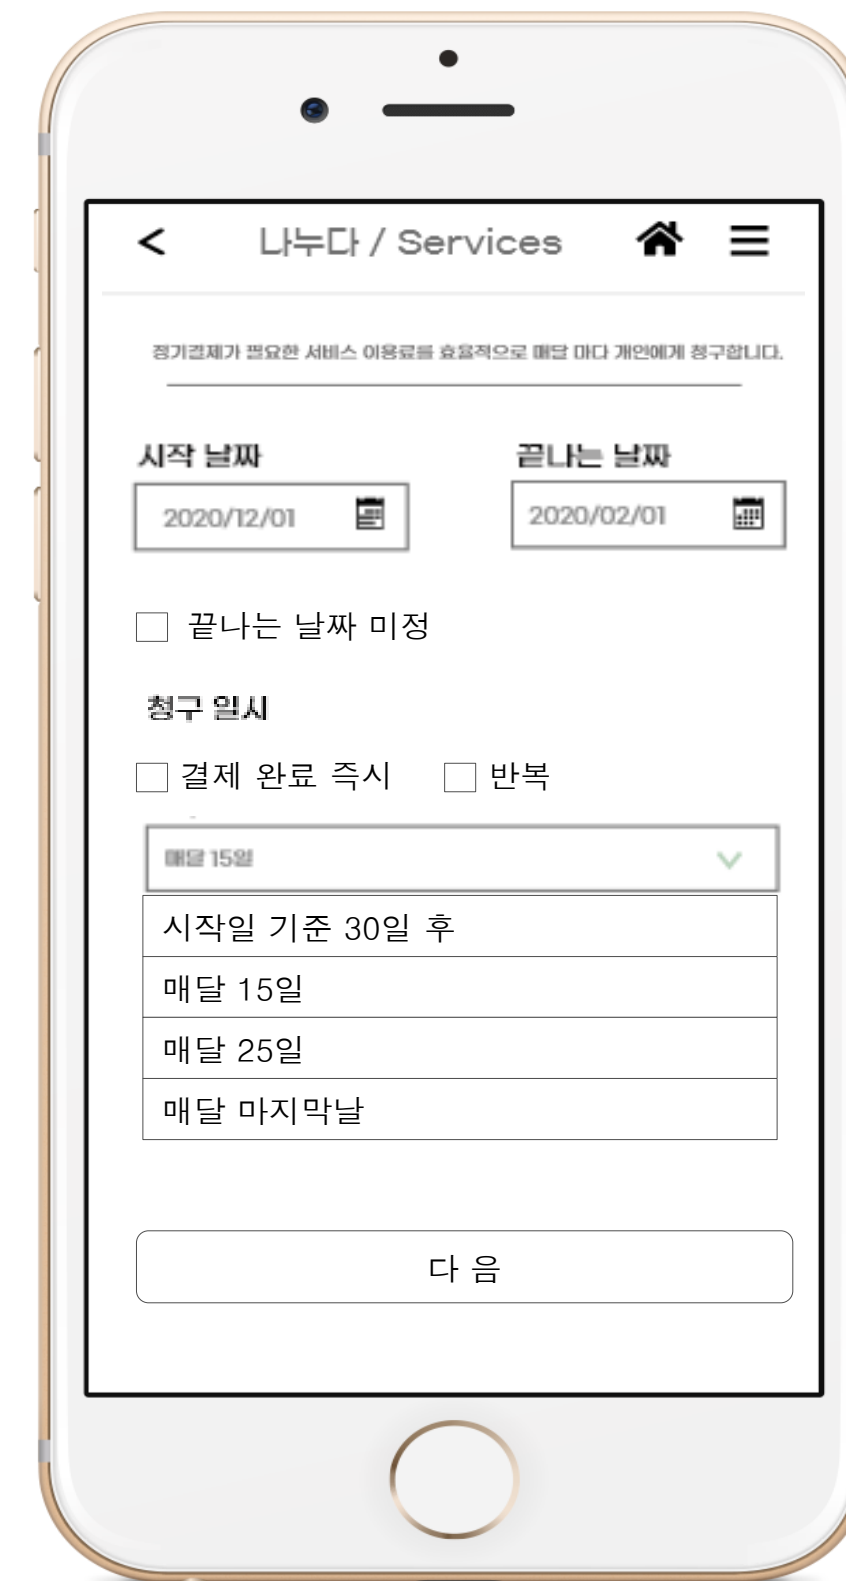 나누다 / Services
정기결제가 필요한 서비스 이용료를 효율적으로 매달 마다 개인에게 청구합니다.
시작 날짜 끝나는 날짜
2020/12/01 2020/02/01
끝나는 날짜 미정
청구 일시
결제 완료 즉시 반복
매달 15일
시작일 기준 30일 후
매달 15일
매달 25일
매달 마지막날
다 음